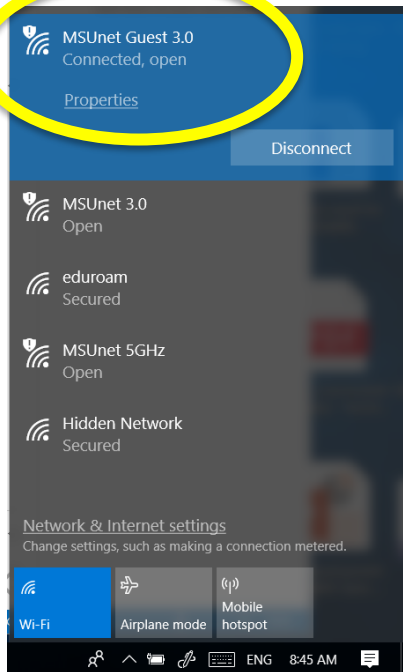 MSUnet Guest 3.0
Connected, open
Properties
Disconnect
MSUnet 3.0
Open
eduroam
Secured
MSUnet 5GHz
Open
Hidden Network
Secured
Network & Internet settings
Change settings, such as making a connection metered.
Wi-Fi
Airplane mode
Mobile
hotspot
ENG 8:45 AM